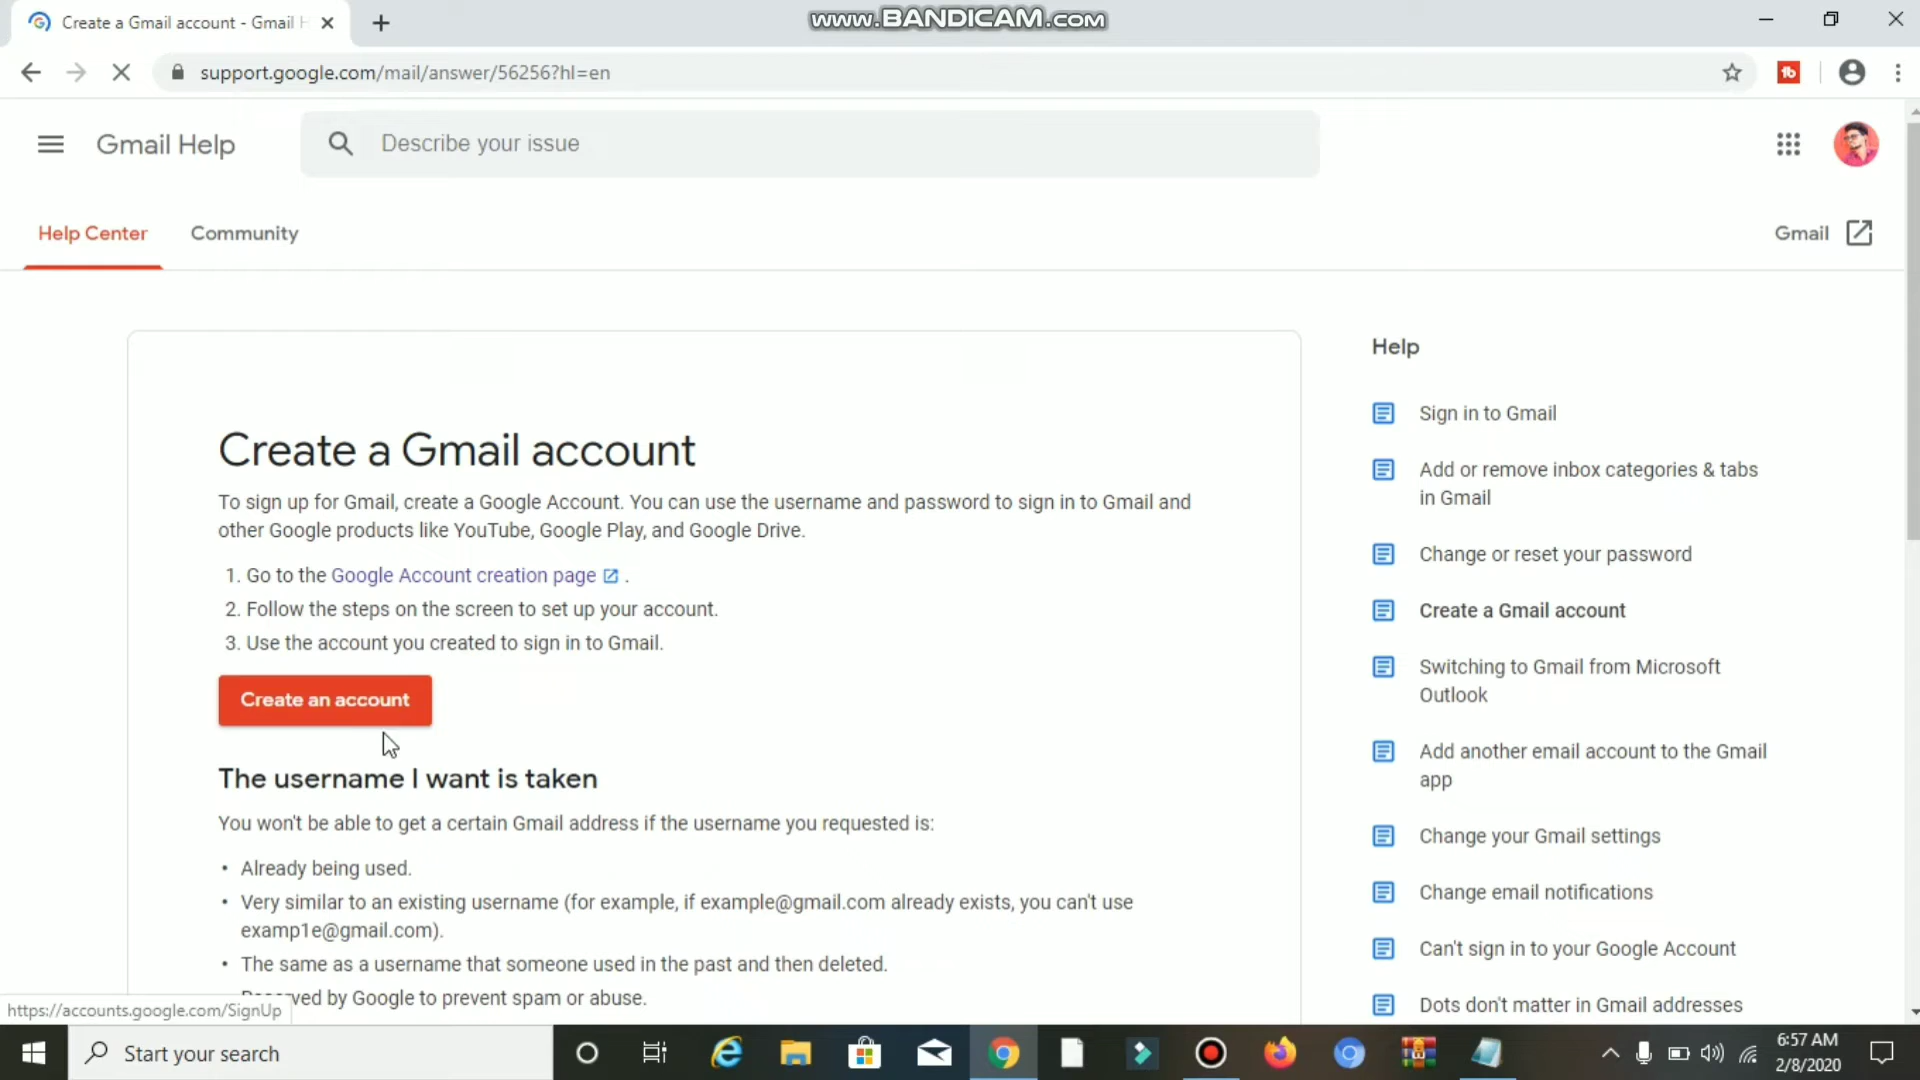 Create a Gmail account - Gmail H
www.BANDICAM.com
support.google.com/mail/answer/56256?hl=en
Gmail Help
Describe your issue
Help Center
Community
Gmail
Create a Gmail account
To sign up for Gmail, create a Google Account. You can use the username and password to sign in to Gmail and
other Google products like YouTube, Google Play, and Google Drive.
1. Go to the Google Account creation page .
2. Follow the steps on the screen to set up your account.
3. Use the account you created to sign in to Gmail.
Create an account
The username I want is taken
You won't be able to get a certain Gmail address if the username you requested is:
• Already being used.
• Very similar to an existing username (for example, if example@gmail.com already exists, you can't use
examp1e@gmail.com).
• The same as a username that someone used in the past and then deleted.
by Google to prevent spam or abuse.
Help
Sign in to Gmail
Add or remove inbox categories & tabs
in Gmail
Change or reset your password
Create a Gmail account
Switching to Gmail from Microsoft
Outlook
Add another email account to the Gmail
app
Change your Gmail settings
Change email notifications
Can't sign in to your Google Account
Dots don't matter in Gmail addresses
https://accounts.google.com/SignUp
Start your search
6:57 AM
2/8/2020